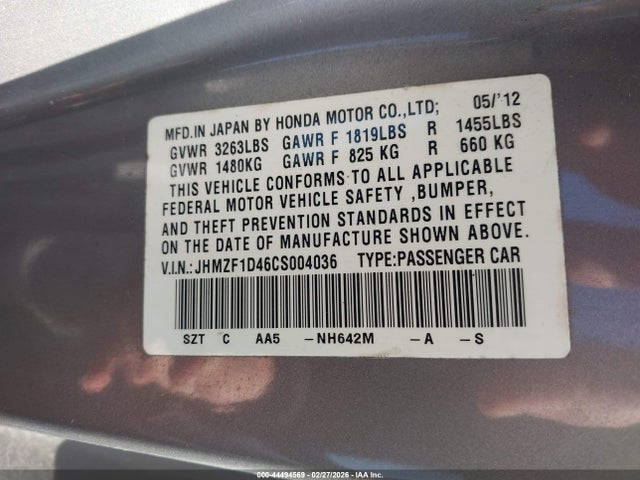 MFD.IN JAPAN BY HONDA MOTOR CO.,LTD; 05/'12
GVWR 3263LBS GAWR F 1819LBS R 1455LBS
GVWR 1480KG GAWR F 825 KG R 660 KG
THIS VEHICLE CONFORMS TO ALL APPLICABLE
FEDERAL MOTOR VEHICLE SAFETY ,BUMPER,
AND THEFT PREVENTION STANDARDS IN EFFECT
ON THE DATE OF MANUFACTURE SHOWN ABOVE.
V.I.N.:JHMZF1D46CS004036 TYPE:PASSENGER CAR
SZT C AA5 -NH642M -A -S
000-44494569 02/27/2026 © IAA, Inc.